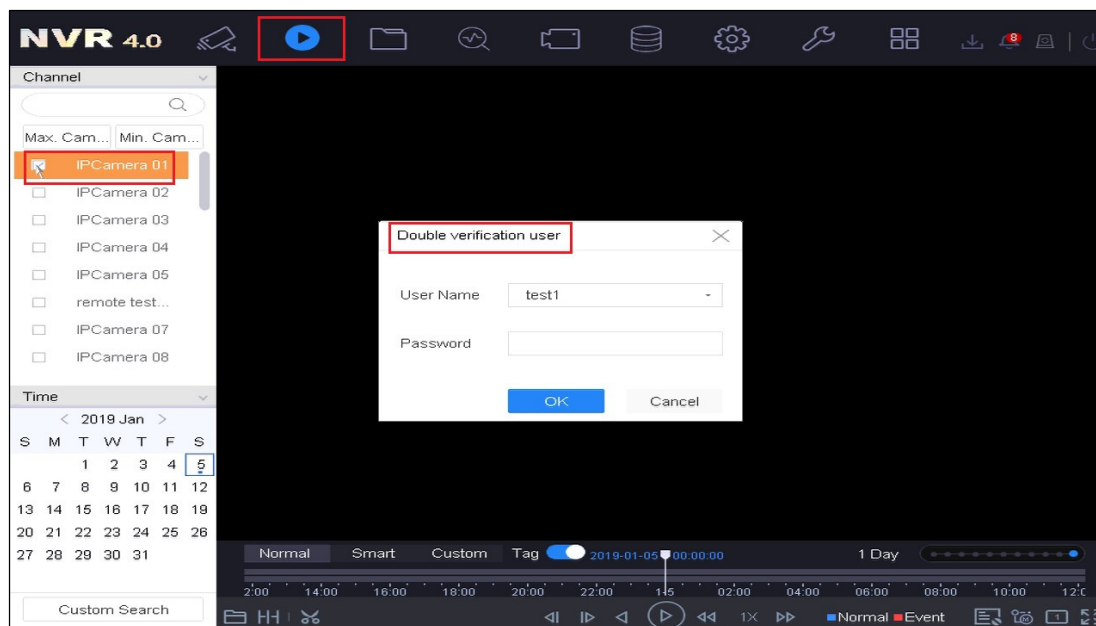 NVR 4.0
8
Channel
Max. Cam... Min. Cam...
IPCamera 01
IPCamera 02
IPCamera 03
IPCamera 04
IPCamera 05
remote test...
IPCamera 07
IPCamera 08
Double verification user
User Name test1
Password
OK Cancel
Time
< 2019 Jan >
S M T W T F S
1 2 3 4 5
6 7 8 9 10 11 12
13 14 15 16 17 18 19
20 21 22 23 24 25 26
27 28 29 30 31
Custom Search
Normal Smart Custom Tag 2019-01-05 00:00:00 1 Day
2:00 14:00 16:00 18:00 20:00 22:00 1-5 02:00 04:00 06:00 08:00 10:00
1X Normal Event
1